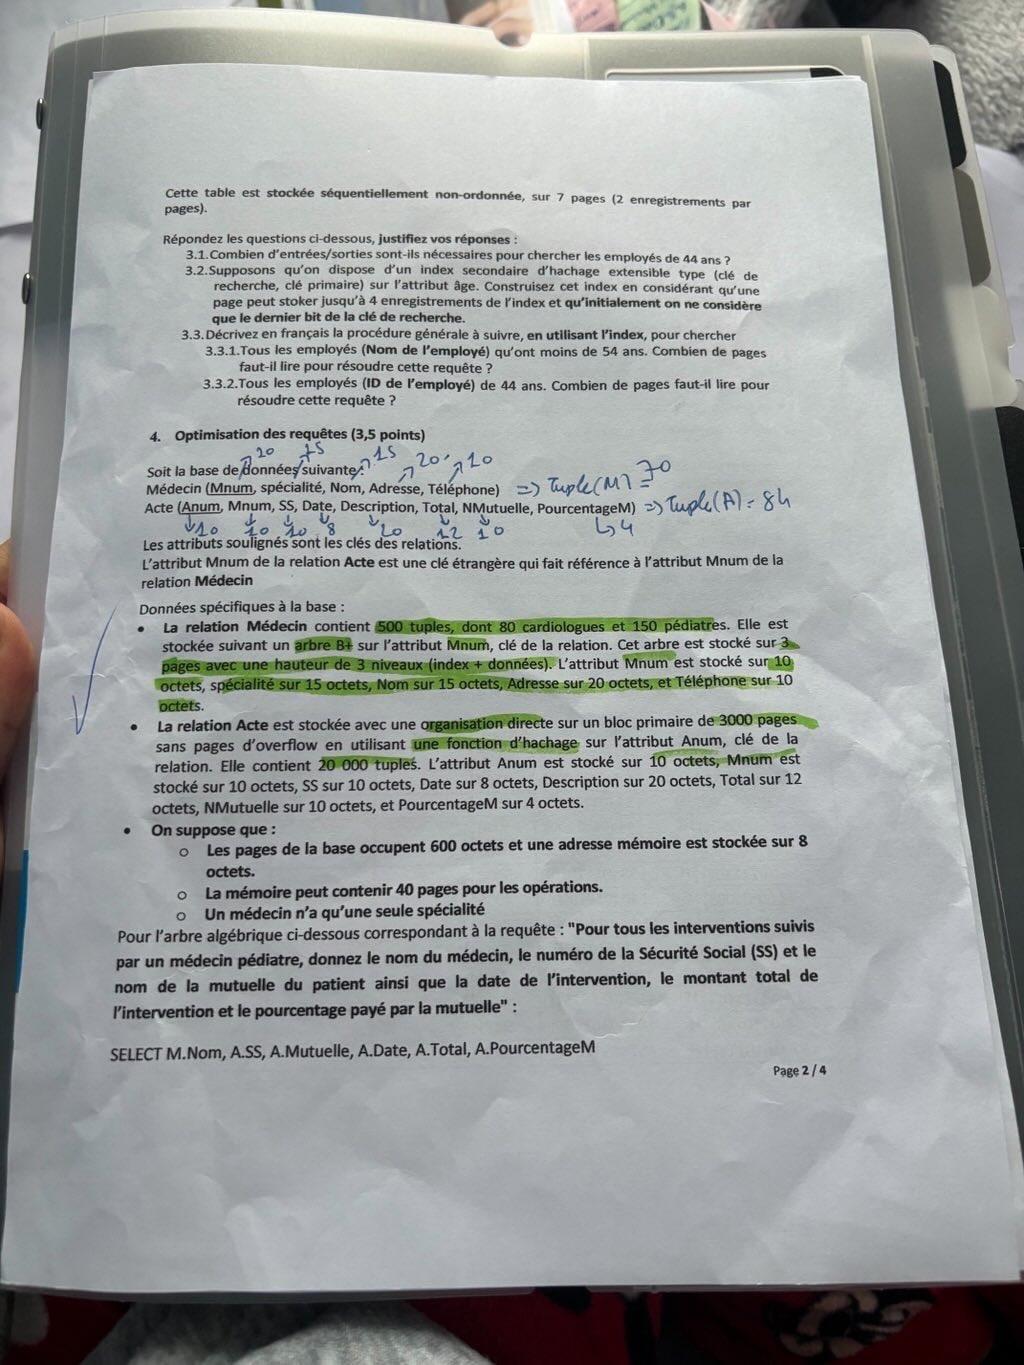 Cette table est stockée séquentiellement non-ordonnée, sur 7 pages (2 enregistrements par
pages).
Répondez les questions ci-dessous, justifiez vos réponses :
3.1.Combien d'entrées/sorties sont-ils nécessaires pour chercher les employés de 44 ans ?
3.2.Supposons qu'on dispose d'un index secondaire d'hachage extensible type (clé de
recherche, clé primaire) sur l'attribut âge. Construisez cet index en considérant qu'une
page peut stoker jusqu'à 4 enregistrements de l'index et qu'initialement on ne considère
que le dernier bit de la clé de recherche.
3.3.Décrivez en français la procédure générale à suivre, en utilisant l'index, pour chercher
3.3.1.Tous les employés (Nom de l'employé) qu'ont moins de 54 ans. Combien de pages
faut-il lire pour résoudre cette requête ?
3.3.2.Tous les employés (ID de l'employé) de 44 ans. Combien de pages faut-il lire pour
résoudre cette requête ?
4. Optimisation des requêtes (3,5 points)
20 15 15 20 10
Soit la base de données suivante :
Médecin (Mnum, spécialité, Nom, Adresse, Téléphone) => Tuple(M) = 70
Acte (Anum, Mnum, SS, Date, Description, Total, NMutuelle, PourcentageM) => Tuple(A) = 84
10 10 10 8 20 12 10 4
Les attributs soulignés sont les clés des relations.
L'attribut Mnum de la relation Acte est une clé étrangère qui fait référence à l'attribut Mnum de la
relation Médecin
Données spécifiques à la base :
• La relation Médecin contient 500 tuples, dont 80 cardiologues et 150 pédiatres. Elle est
stockée suivant un arbre B+ sur l'attribut Mnum, clé de la relation. Cet arbre est stocké sur 3
pages avec une hauteur de 3 niveaux (index + données). L'attribut Mnum est stocké sur 10
octets, spécialité sur 15 octets, Nom sur 15 octets, Adresse sur 20 octets, et Téléphone sur 10
octets.
• La relation Acte est stockée avec une organisation directe sur un bloc primaire de 3000 pages
sans pages d'overflow en utilisant une fonction d'hachage sur l'attribut Anum, clé de la
relation. Elle contient 20 000 tuples. L'attribut Anum est stocké sur 10 octets, Mnum est
stocké sur 10 octets, SS sur 10 octets, Date sur 8 octets, Description sur 20 octets, Total sur 12
octets, NMutuelle sur 10 octets, et PourcentageM sur 4 octets.
• On suppose que :
o Les pages de la base occupent 600 octets et une adresse mémoire est stockée sur 8
octets.
o La mémoire peut contenir 40 pages pour les opérations.
o Un médecin n'a qu'une seule spécialité
Pour l'arbre algébrique ci-dessous correspondant à la requête : "Pour tous les interventions suivis
par un médecin pédiatre, donnez le nom du médecin, le numéro de la Sécurité Social (SS) et le
nom de la mutuelle du patient ainsi que la date de l'intervention, le montant total de
l'intervention et le pourcentage payé par la mutuelle" :
SELECT M.Nom, A.SS, A.Mutuelle, A.Date, A.Total, A.PourcentageM
Page 2 / 4